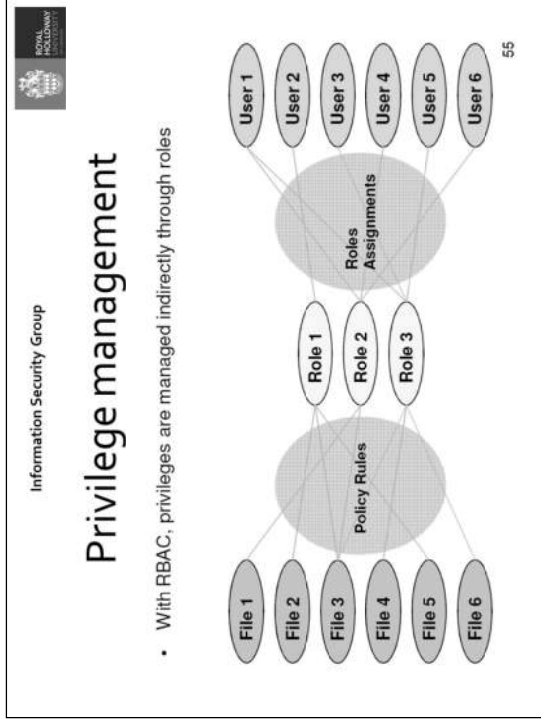 Information Security Group
ROYAL
HOLLOWAY
UNIVERSITY
Privilege management
• With RBAC, privileges are managed indirectly through roles
File 1
File 2
File 3
File 4
File 5
File 6
Policy Rules
Role 1
Role 2
Role 3
Roles
Assignments
User 1
User 2
User 3
User 4
User 5
User 6
55